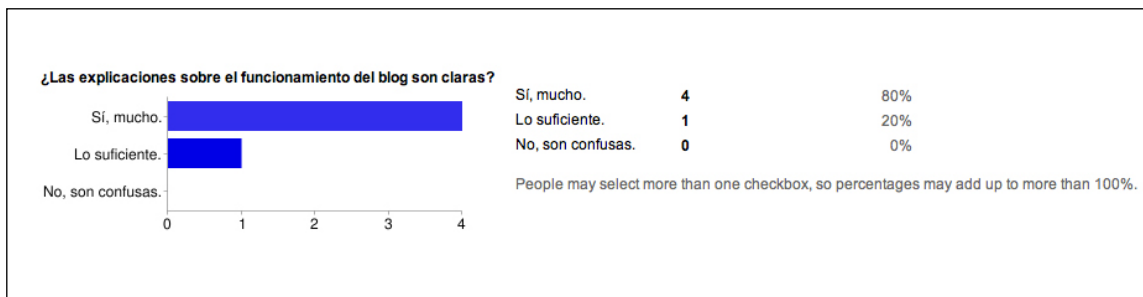 ¿Las explicaciones sobre el funcionamiento del blog son claras?
Sí, mucho.
Lo suficiente.
No, son confusas.
0 1 2 3 4
Sí, mucho. 4 80%
Lo suficiente. 1 20%
No, son confusas. 0 0%
People may select more than one checkbox, so percentages may add up to more than 100%.